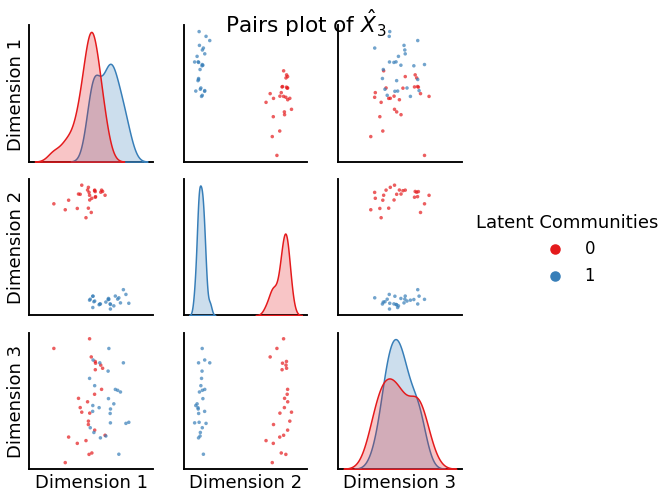 Pairs plot of X̂₃
Dimension 1
Dimension 2
Dimension 3
Dimension 1
Dimension 2
Dimension 3
Latent Communities
0
1